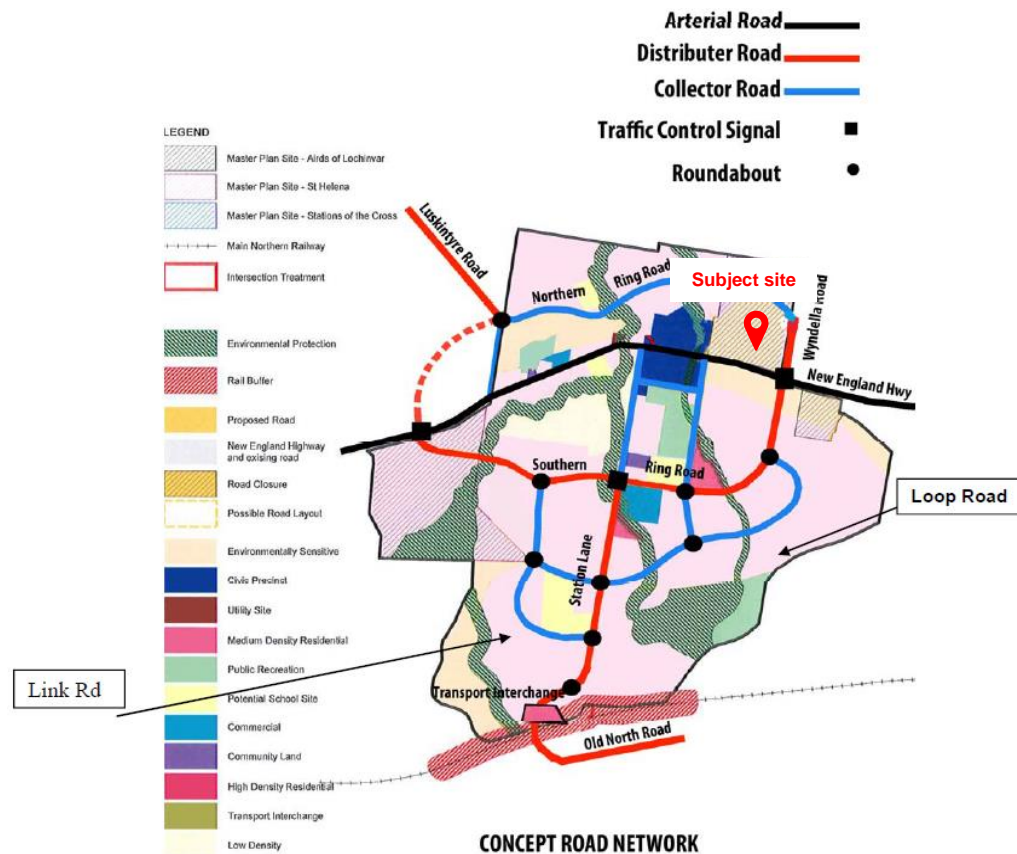 Arterial Road
Distributer Road
Collector Road
Traffic Control Signal
Roundabout
LEGEND
Master Plan Site - Airds of Lochinvar
Master Plan Site - St Helena
Master Plan Site - Stations of the Cross
Main Northern Railway
Intersection Treatment
Environmental Protection
Rail Buffer
Proposed Road
New England Highway
and exising road
Road Closure
Possible Road Layout
Environmentally Sensitive
Civic Precinct
Utility Site
Medium Density Residential
Public Recreation
Potential School Site
Commercial
Community Land
High Density Residential
Transport Interchange
Low Density
Luskintyre Road
Northern
Ring Road
Subject site
Wyndella Road
New England Hwy
Southern
Ring Road
Loop Road
Station Lane
Link Rd
Transport Interchange
Old North Road
CONCEPT ROAD NETWORK